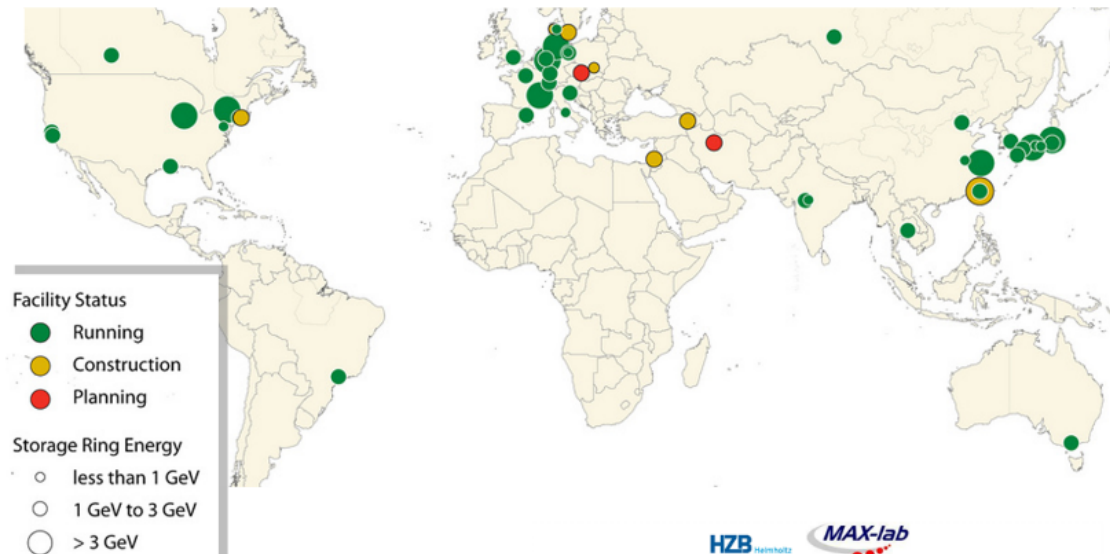 Facility Status
Running
Construction
Planning
Storage Ring Energy
less than 1 GeV
1 GeV to 3 GeV
> 3 GeV
HZB Helmholtz
MAX-lab